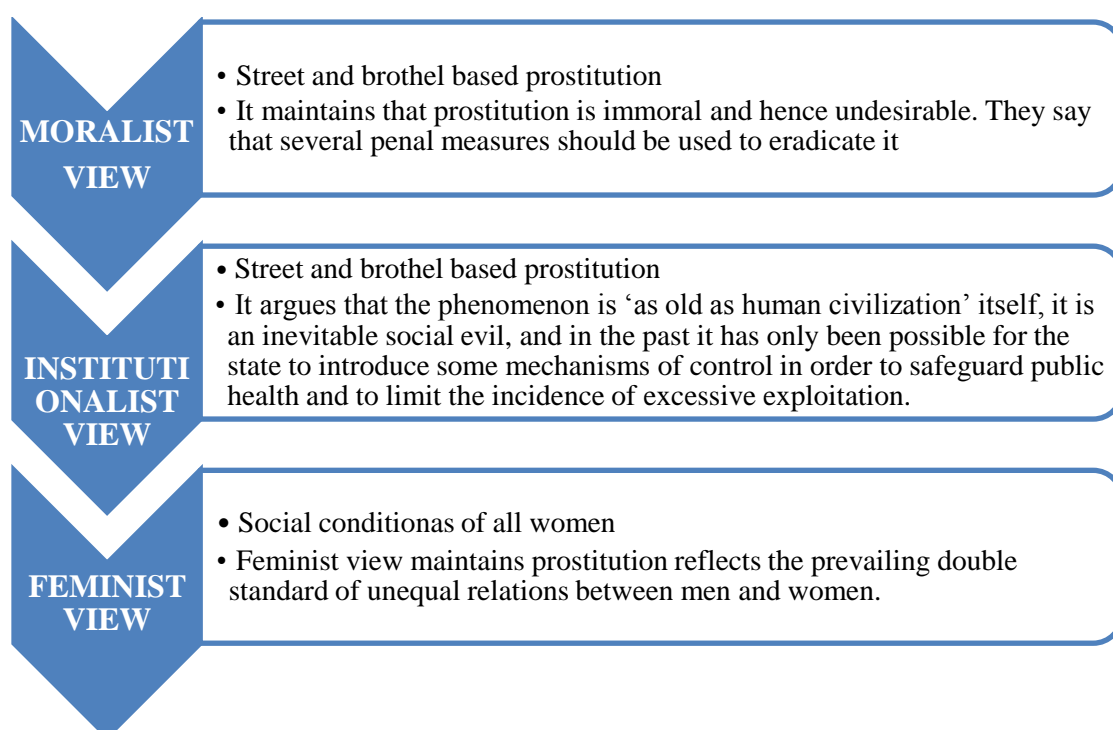 MORALIST
VIEW
• Street and brothel based prostitution
• It maintains that prostitution is immoral and hence undesirable. They say
that several penal measures should be used to eradicate it
INSTITUTI
ONALIST
VIEW
• Street and brothel based prostitution
• It argues that the phenomenon is ‘as old as human civilization’ itself, it is
an inevitable social evil, and in the past it has only been possible for the
state to introduce some mechanisms of control in order to safeguard public
health and to limit the incidence of excessive exploitation.
FEMINIST
VIEW
• Social conditionas of all women
• Feminist view maintains prostitution reflects the prevailing double
standard of unequal relations between men and women.